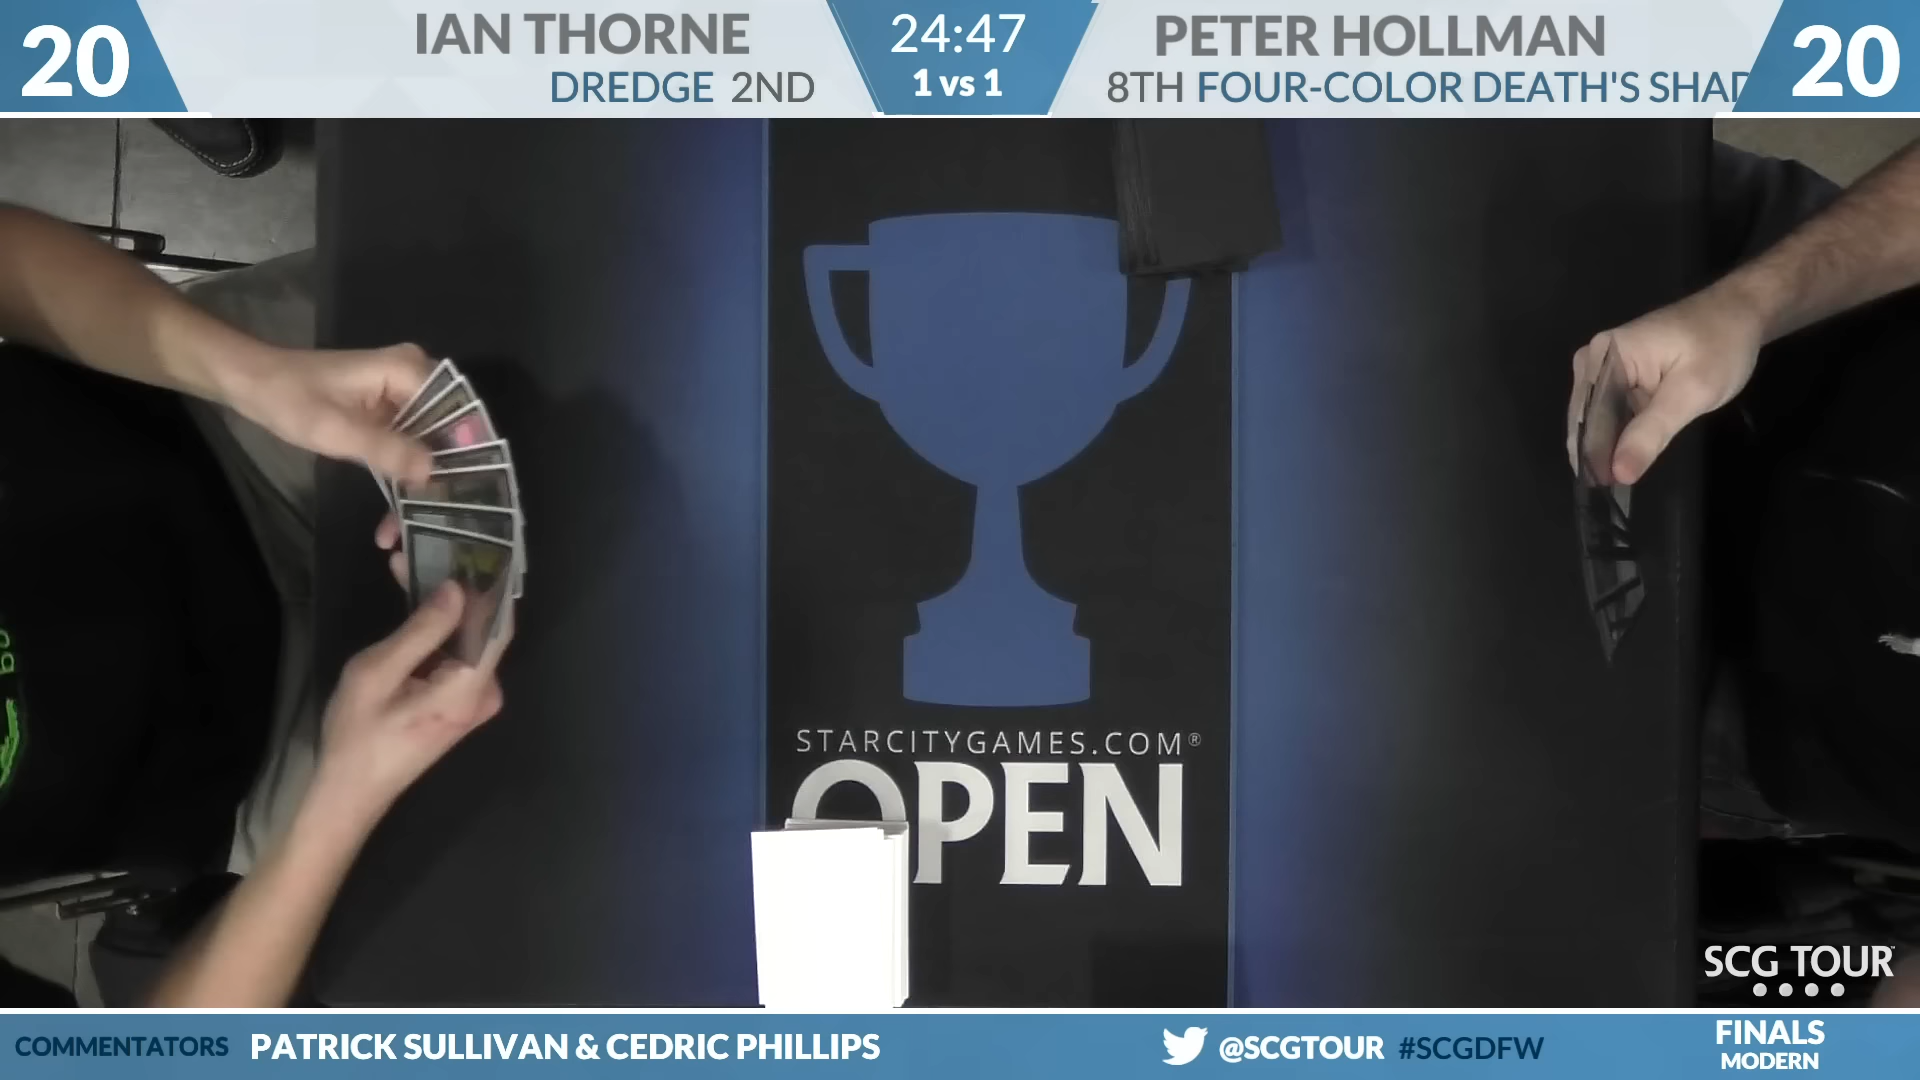 20
IAN THORNE
DREDGE 2ND
24:47
1 vs 1
PETER HOLLMAN
8TH FOUR-COLOR DEATH'S SHAD
20
STARCITYGAMES.COM®
OPEN
SCG TOUR
COMMENTATORS PATRICK SULLIVAN & CEDRIC PHILLIPS
@SCGTOUR #SCGDFW
FINALS
MODERN